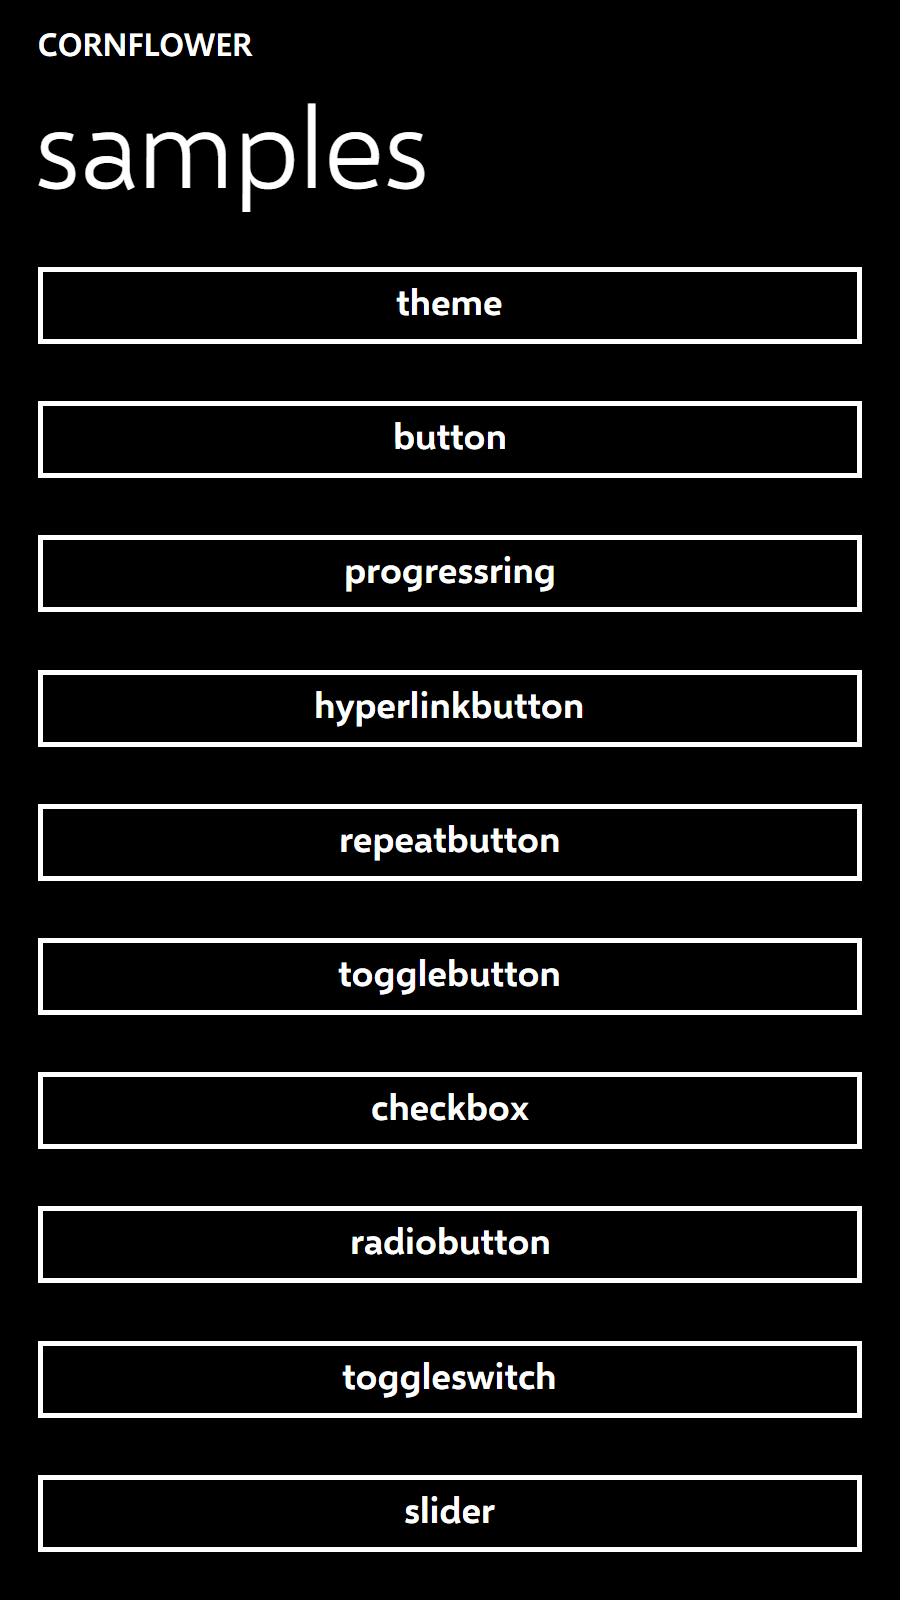 CORNFLOWER
samples
theme
button
progressring
hyperlinkbutton
repeatbutton
togglebutton
checkbox
radiobutton
toggleswitch
slider